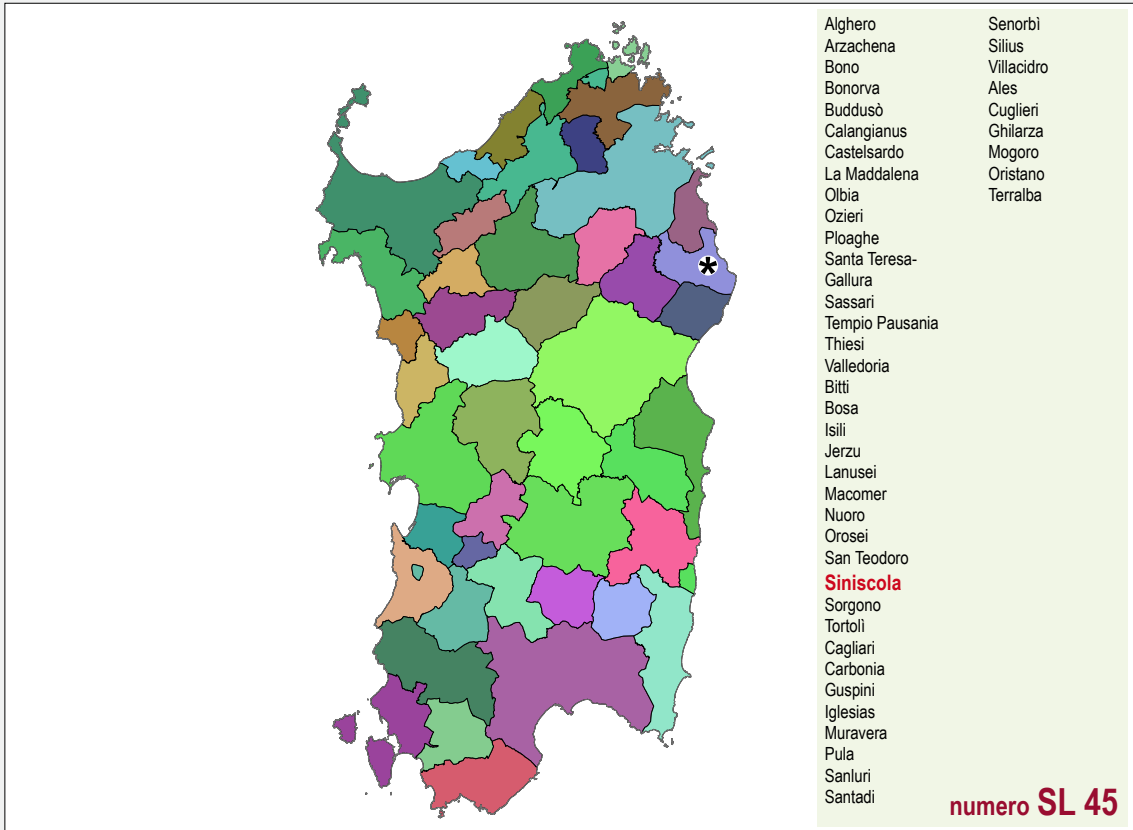 Alghero
Arzachena
Bono
Bonorva
Buddusò
Calangianus
Castelsardo
La Maddalena
Olbia
Ozieri
Ploaghe
Santa Teresa-
Gallura
Sassari
Tempio Pausania
Thiesi
Valledoria
Bitti
Bosa
Isili
Jerzu
Lanusei
Macomer
Nuoro
Orosei
San Teodoro
Siniscola
Sorgono
Tortolì
Cagliari
Carbonia
Guspini
Iglesias
Muravera
Pula
Sanluri
Santadi
Senorbì
Silius
Villacidro
Ales
Cuglieri
Ghilarza
Mogoro
Oristano
Terralba
numero SL 45
*